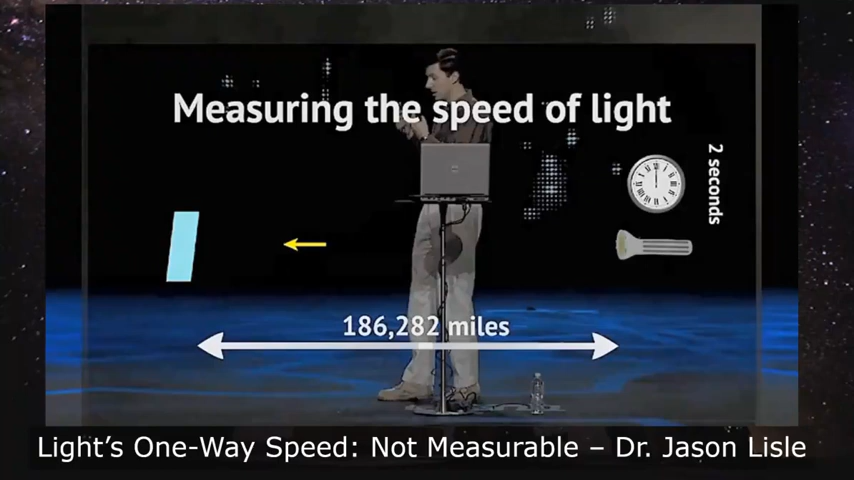 Measuring the speed of light
2 seconds
186,282 miles
Light's One-Way Speed: Not Measurable – Dr. Jason Lisle